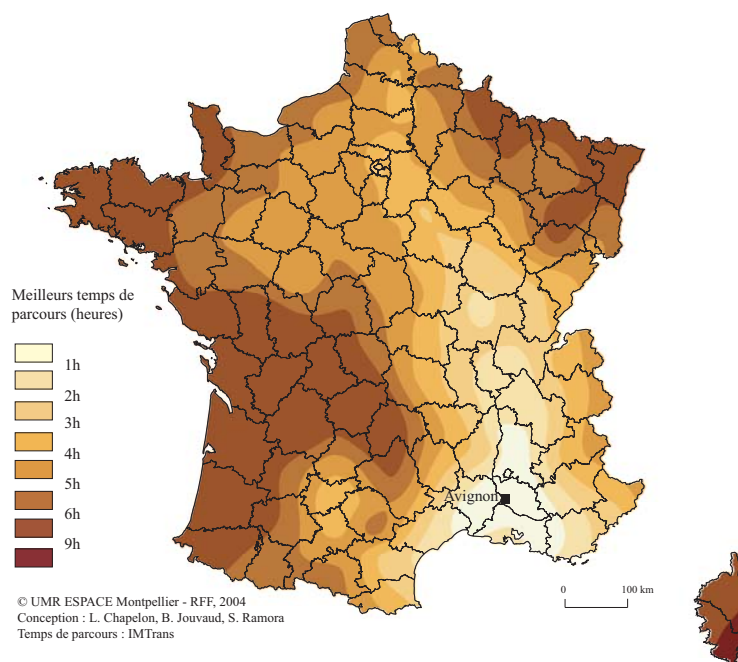 Meilleurs temps de
parcours (heures)
1h
2h
3h
4h
5h
6h
9h
Avignon
0 100 km
© UMR ESPACE Montpellier - RFF, 2004
Conception : L. Chapelon, B. Jouvaud, S. Ramora
Temps de parcours : IMTrans